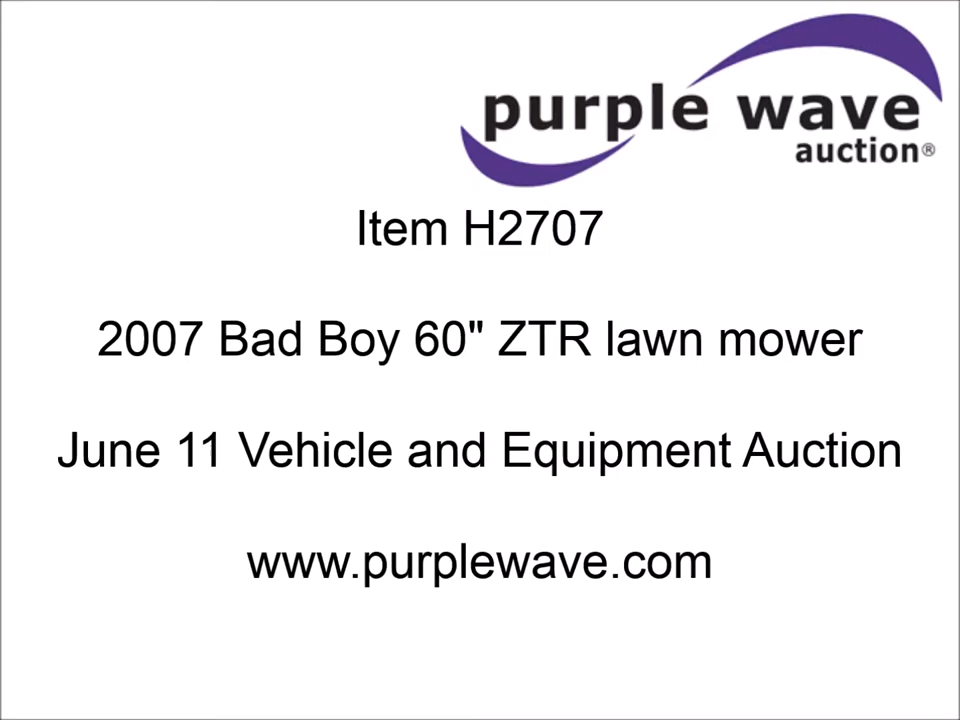 purple wave
auction®
Item H2707
2007 Bad Boy 60" ZTR lawn mower
June 11 Vehicle and Equipment Auction
www.purplewave.com